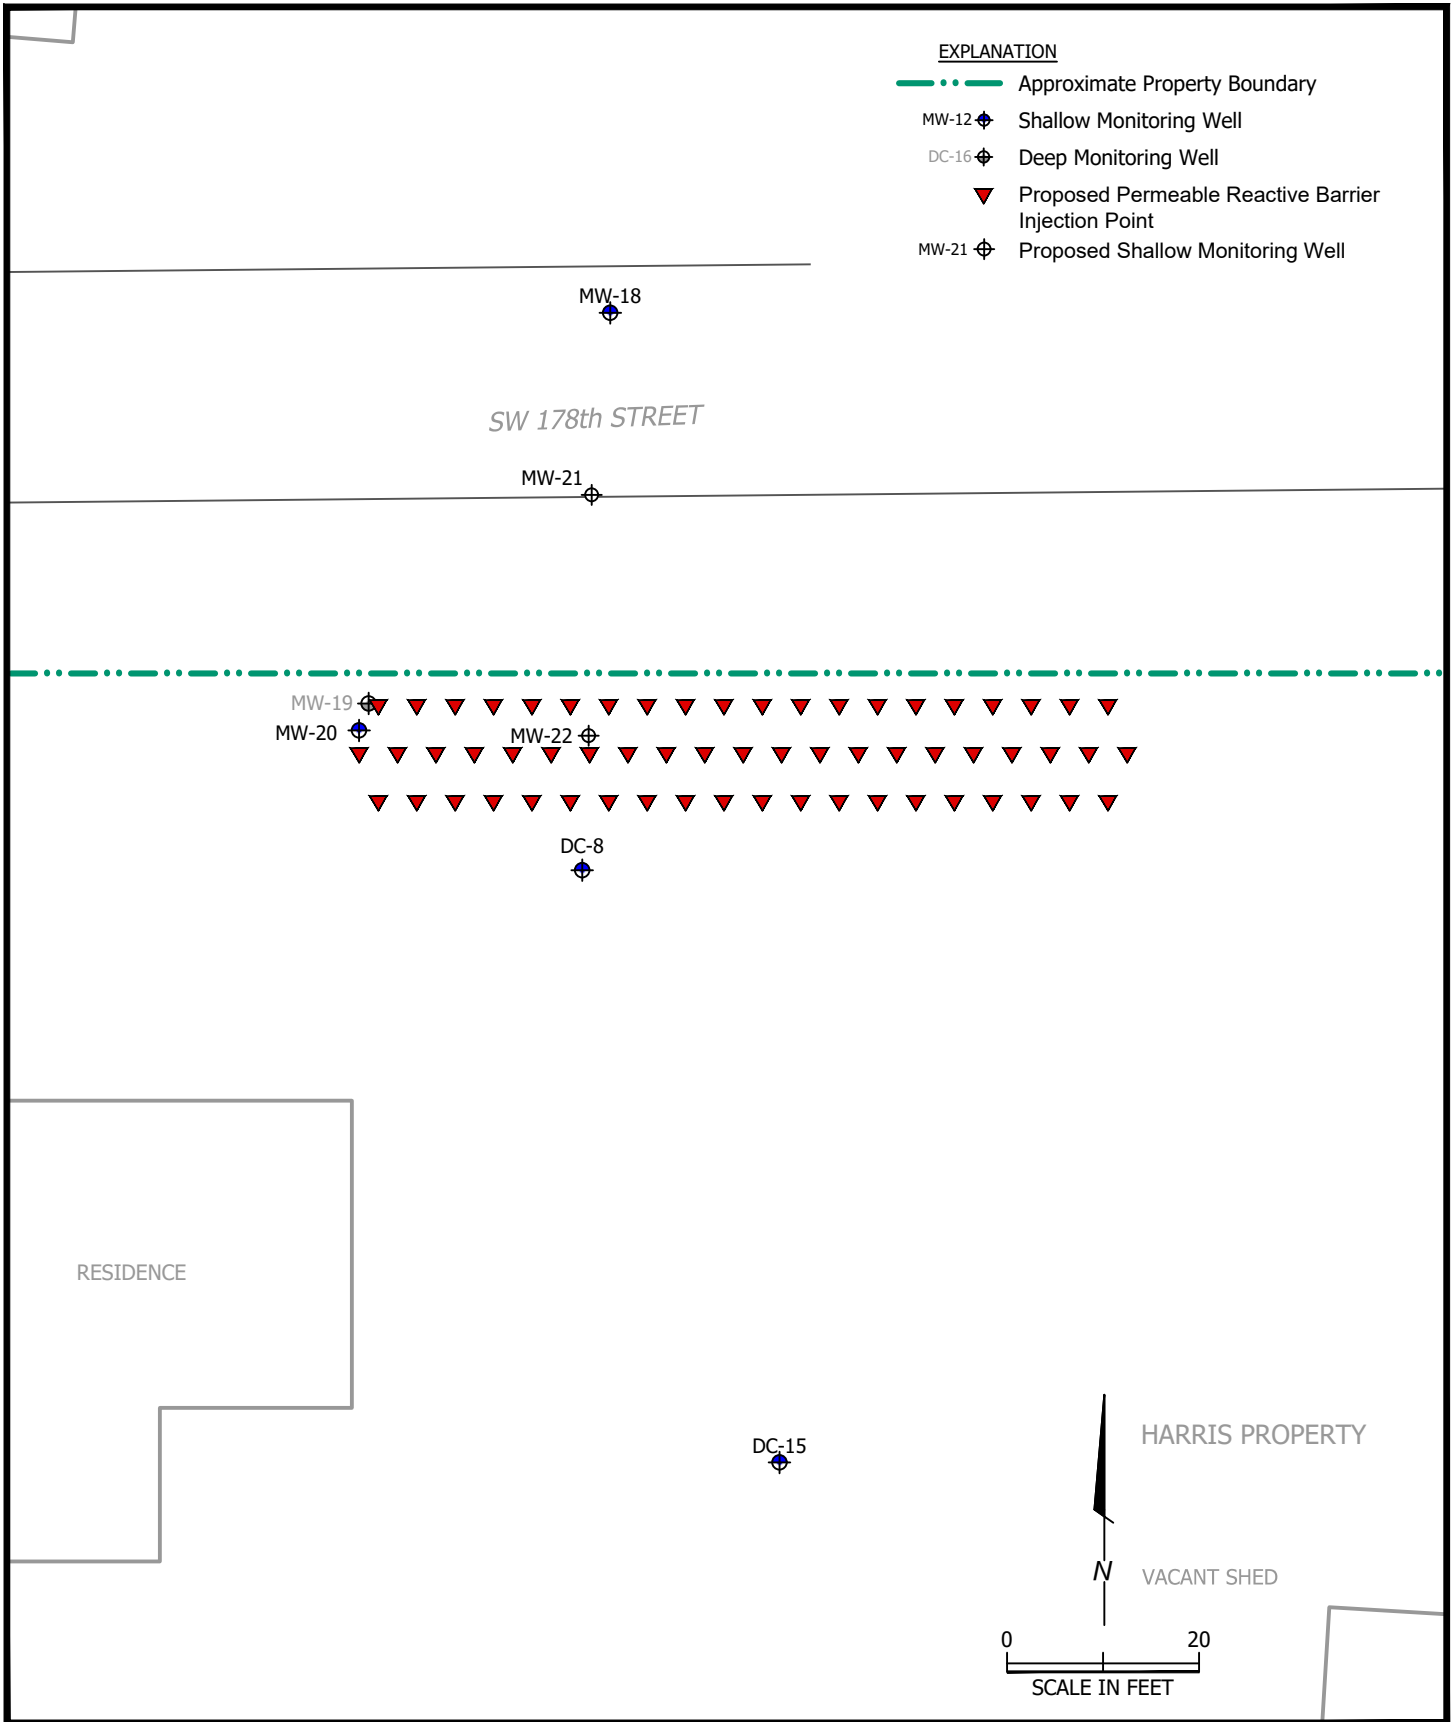 EXPLANATION
Approximate Property Boundary
MW-12 Shallow Monitoring Well
DC-16 Deep Monitoring Well
Proposed Permeable Reactive Barrier
Injection Point
MW-21 Proposed Shallow Monitoring Well
MW-18
SW 178th STREET
MW-21
MW-19
MW-20
MW-22
DC-8
RESIDENCE
DC-15
HARRIS PROPERTY
N
VACANT SHED
0 20
SCALE IN FEET